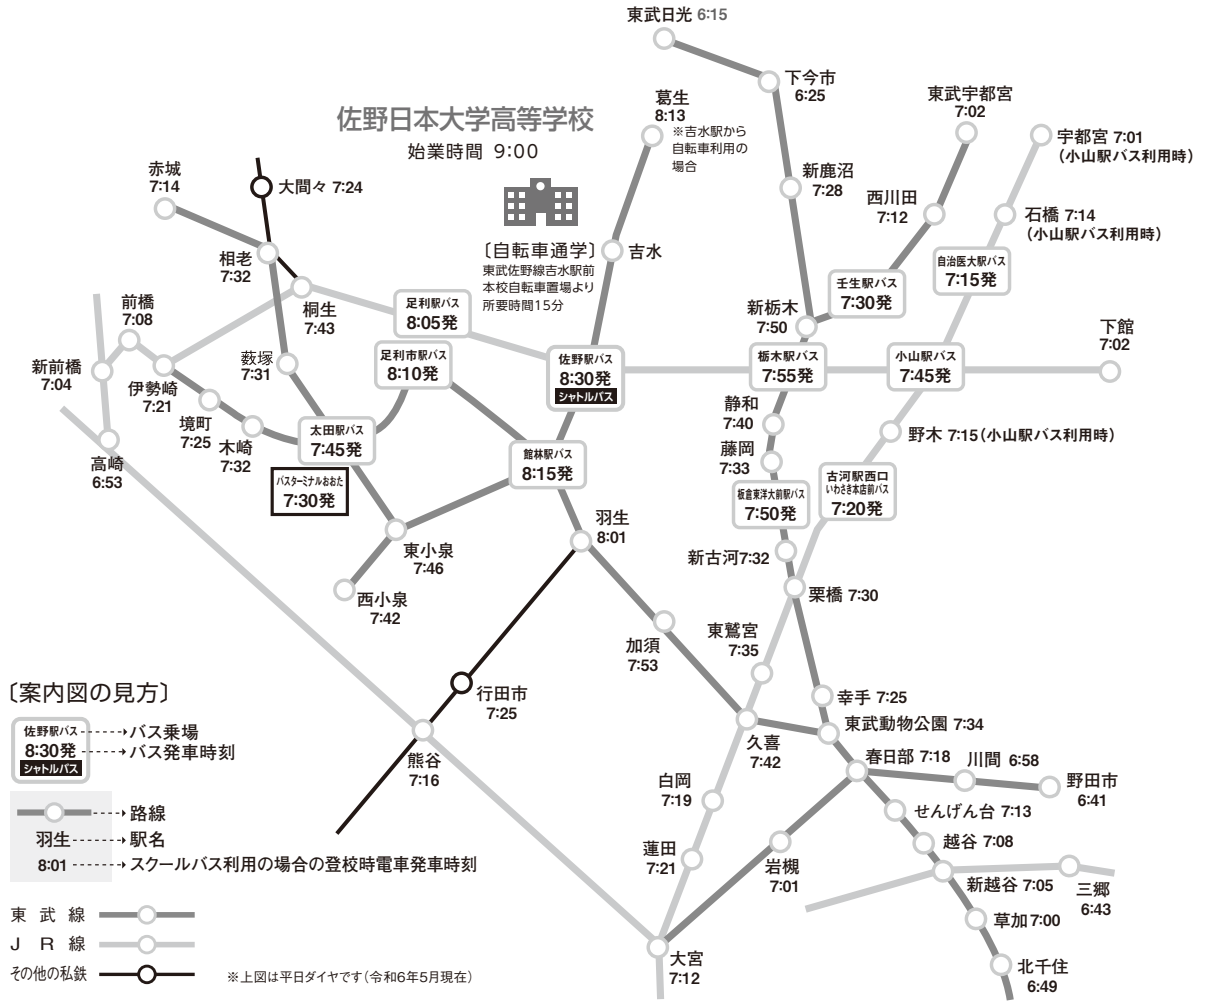 東武日光 6:15
下今市
6:25
葛生
8:13
※吉水駅から
自転車利用の
場合
東武宇都宮
7:02
宇都宮 7:01
(小山駅バス利用時)
佐野日本大学高等学校
始業時間 9:00
赤城
7:14
大間々 7:24
新鹿沼
7:28
西川田
7:12
石橋 7:14
(小山駅バス利用時)
〔自転車通学〕
東武佐野線吉水駅前
本校自転車置場より
所要時間15分
吉水
相老
7:32
自治医大駅バス
7:15発
壬生駅バス
7:30発
前橋
7:08
桐生
7:43
足利駅バス
8:05発
新栃木
7:50
下館
7:02
新前橋
7:04
藪塚
7:31
足利市駅バス
8:10発
佐野駅バス
8:30発
シャトルバス
栃木駅バス
7:55発
小山駅バス
7:45発
伊勢崎
7:21
境町
7:25
木崎
7:32
太田駅バス
7:45発
静和
7:40
野木 7:15(小山駅バス利用時)
藤岡
7:33
高崎
6:53
バスターミナルおおた
7:30発
館林駅バス
8:15発
板倉東洋大前駅バス
7:50発
古河駅西口
いわさき本店前バス
7:20発
羽生
8:01
東小泉
7:46
新古河7:32
西小泉
7:42
栗橋 7:30
加須
7:53
東鷲宮
7:35
〔案内図の見方〕
佐野駅バス
8:30発
シャトルバス
バス乗場
バス発車時刻
行田市
7:25
幸手 7:25
東武動物公園 7:34
久喜
7:42
熊谷
7:16
春日部 7:18
川間 6:58
野田市
6:41
白岡
7:19
せんげん台 7:13
路線
羽生
駅名
8:01
スクールバス利用の場合の登校時電車発車時刻
越谷 7:08
蓮田
7:21
岩槻
7:01
新越谷 7:05
三郷
6:43
東武線
草加7:00
JR線
大宮
7:12
北千住
6:49
その他の私鉄
※上図は平日ダイヤです(令和6年5月現在)